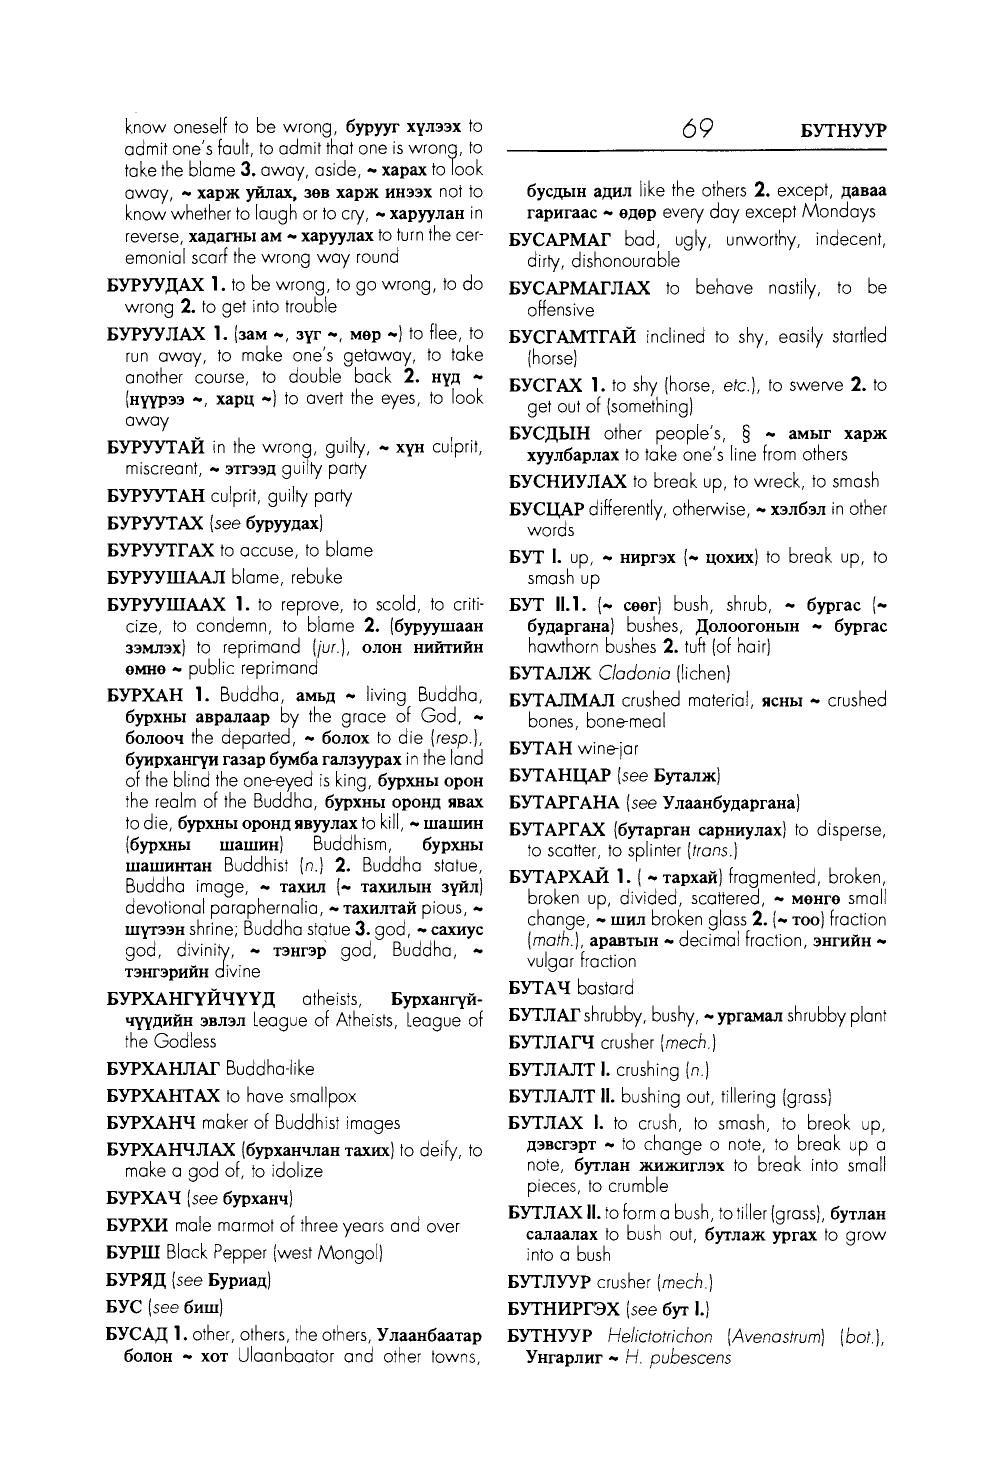 know oneself to be wrong, бурууг хүлээх to
admit one's fault, to admit that one is wrong, to
take the blame 3. away, aside, ~ харах to look
away, ~ харж уйлах, зөв харж инээх not to
know whether to laugh or to cry, ~ харуулан in
reverse, хадагны ам ~ харуулах to turn the cer-
emonial scarf the wrong way round
БУРУУДАХ 1. to be wrong, to go wrong, to do
wrong 2. to get into trouble
БУРУУЛАХ 1. (зам ~, зүг ~, мөр ~) to flee, to
run away, to make one's getaway, to take
another course, to double back 2. нүд ~
(нүүрээ ~, харц ~) to avert the eyes, to look
away
БУРУУТАЙ in the wrong, guilty, ~ хүн culprit,
miscreant, ~ этгээд guilty party
БУРУУТАН culprit, guilty party
БУРУУТАХ (see буруудах)
БУРУУТГАХ to accuse, to blame
БУРУУШААЛ blame, rebuke
БУРУУШААХ 1. to reprove, to scold, to criti-
cize, to condemn, to blame 2. (буруушаан
зэмлэх) to reprimand (jur.), олон нийтийн
өмнө ~ public reprimand
БУРХАН 1. Buddha, амьд ~ living Buddha,
бурхны авралаар by the grace of God, ~
болооч the departed, ~ болох to die (resp.),
буирхангүи газар бумба галзуурах in the land
of the blind the one-eyed is king, бурхны орон
the realm of the Buddha, бурхны оронд явах
to die, бурхны оронд явуулах to kill, ~ шашин
(бурхны шашин) Buddhism, бурхны
шашинтан Buddhist (n.) 2. Buddha statue,
Buddha image, ~ тахил (~ тахилын зүйл)
devotional paraphernalia, ~ тахилтай pious, ~
шүтээн shrine; Buddha statue 3. god, ~ сахиус
god, divinity, ~ тэнгэр god, Buddha, ~
тэнгэрийн divine
БУРХАНГҮЙЧҮҮД atheists, Бурхангүй-
чүүдийн эвлэл League of Atheists, League of
the Godless
БУРХАНЛАГ Buddha-like
БУРХАНТАХ to have smallpox
БУРХАНЧ maker of Buddhist images
БУРХАНЧЛАХ (бурханчлан тахих) to deify, to
make a god of, to idolize
БУРХАЧ (see бурханч)
БУРХИ male marmot of three years and over
БУРШ Black Pepper (west Mongol)
БУРЯД (see Буриад)
БУС (see биш)
БУСАД 1. other, others, the others, Улаанбаатар
болон ~ хот Ulaanbaator and other towns,
69 БУТНУУР
бусдын адил like the others 2. except, даваа
гаригаас ~ өдөр every day except Mondays
БУСАРМАГ bad, ugly, unworthy, indecent,
dirty, dishonourable
БУСАРМАГЛАХ to behave nastily, to be
offensive
БУСГАМТГАЙ inclined to shy, easily startled
(horse)
БУСГАХ 1. to shy (horse, etc.), to swerve 2. to
get out of (something)
БУСДЫН other people's, § ~ амыг харж
хуулбарлах to take one's line from others
БУСНИУЛАХ to break up, to wreck, to smash
БУСЦАР differently, otherwise, ~ хэлбэл in other
words
БУТ I. up, ~ ниргэх (~ цохих) to break up, to
smash up
БУТ II.1. (~ сөөг) bush, shrub, ~ бургас (~
бударгана) bushes, Долоогонын ~ бургас
hawthorn bushes 2. tuft (of hair)
БУТАЛЖ Cladonia (lichen)
БУТАЛМАЛ crushed material, ясны ~ crushed
bones, bone-meal
БУТАН wine-jar
БУТАНЦАР (see Буталж)
БУТАРГАНА (see Улаанбударгана)
БУТАРГАХ (бутарган сарниулах) to disperse,
to scatter, to splinter (trans.)
БУТАРХАЙ 1. ( ~ тархай) fragmented, broken,
broken up, divided, scattered, ~ мөнгө small
change, ~ шил broken glass 2. (~ тоо) fraction
(math.), аравтын ~ decimal fraction, энгийн ~
vulgar fraction
БУТАЧ bastard
БУТЛАГ shrubby, bushy, ~ ургамал shrubby plant
БУТЛАГЧ crusher (mech.)
БУТЛАЛТ I. crushing (n.)
БУТЛАЛТ II. bushing out, tillering (grass)
БУТЛАХ I. to crush, to smash, to break up,
дэвсгэрт ~ to change o note, to break up a
note, бутлан жижиглэх to break into small
pieces, to crumble
БУТЛАХ II. to form a bush, to tiller (grass), бутлан
салаалах to bush out, бутлаж ургах to grow
into a bush
БУТЛУУР crusher (mech.)
БУТНИРГЭХ (see бут I.)
БУТНУУР Helictotrichon (Avenastrum) (bot.),
Унгарлиг ~ H. pubescens